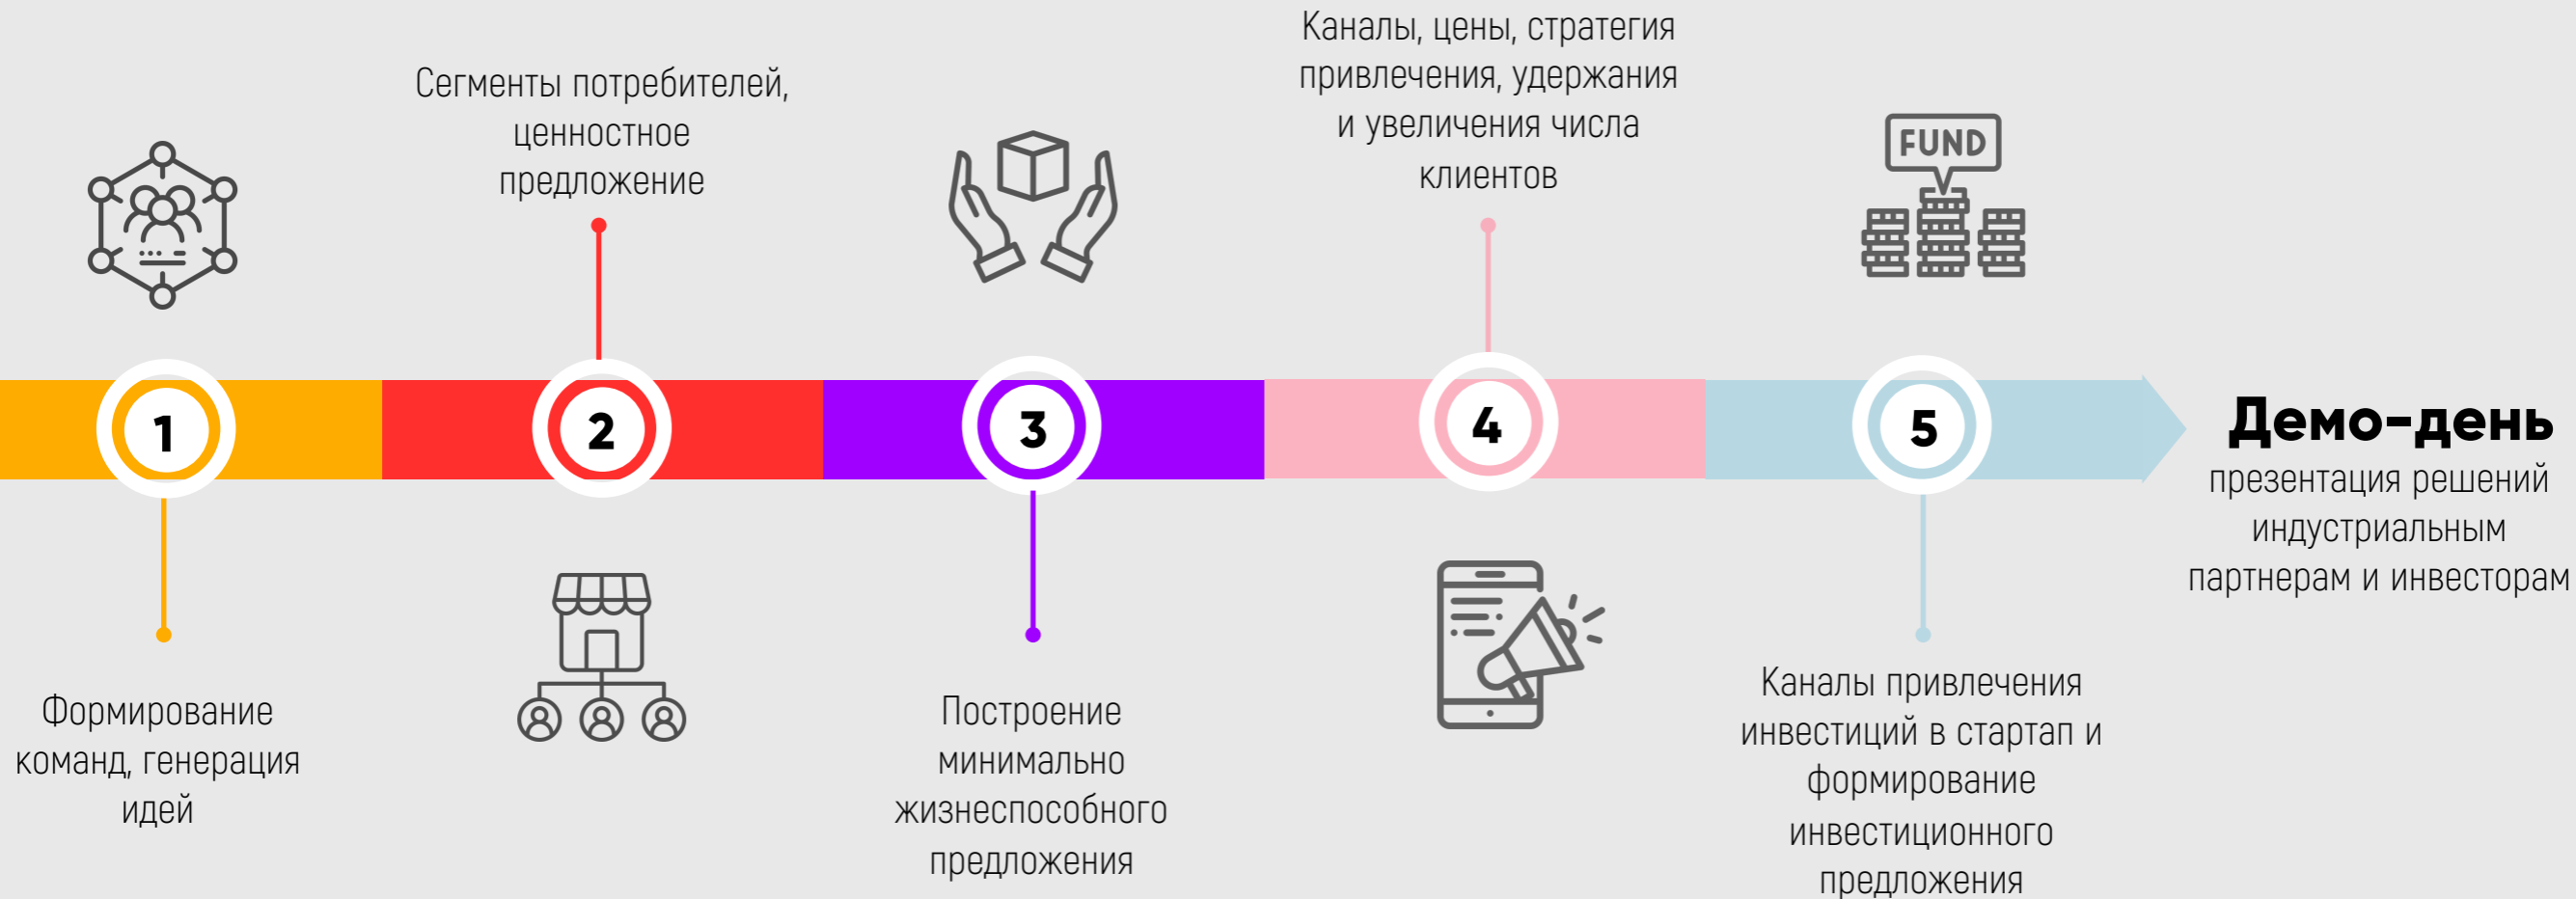 1
Формирование
команд, генерация
идей
Сегменты потребителей,
ценностное
предложение
2
3
Построение
минимально
жизнеспособного
предложения
Каналы, цены, стратегия
привлечения, удержания
и увеличения числа
клиентов
4
FUND
5
Каналы привлечения
инвестиций в стартап и
формирование
инвестиционного
предложения
Демо-день
презентация решений
индустриальным
партнерам и инвесторам